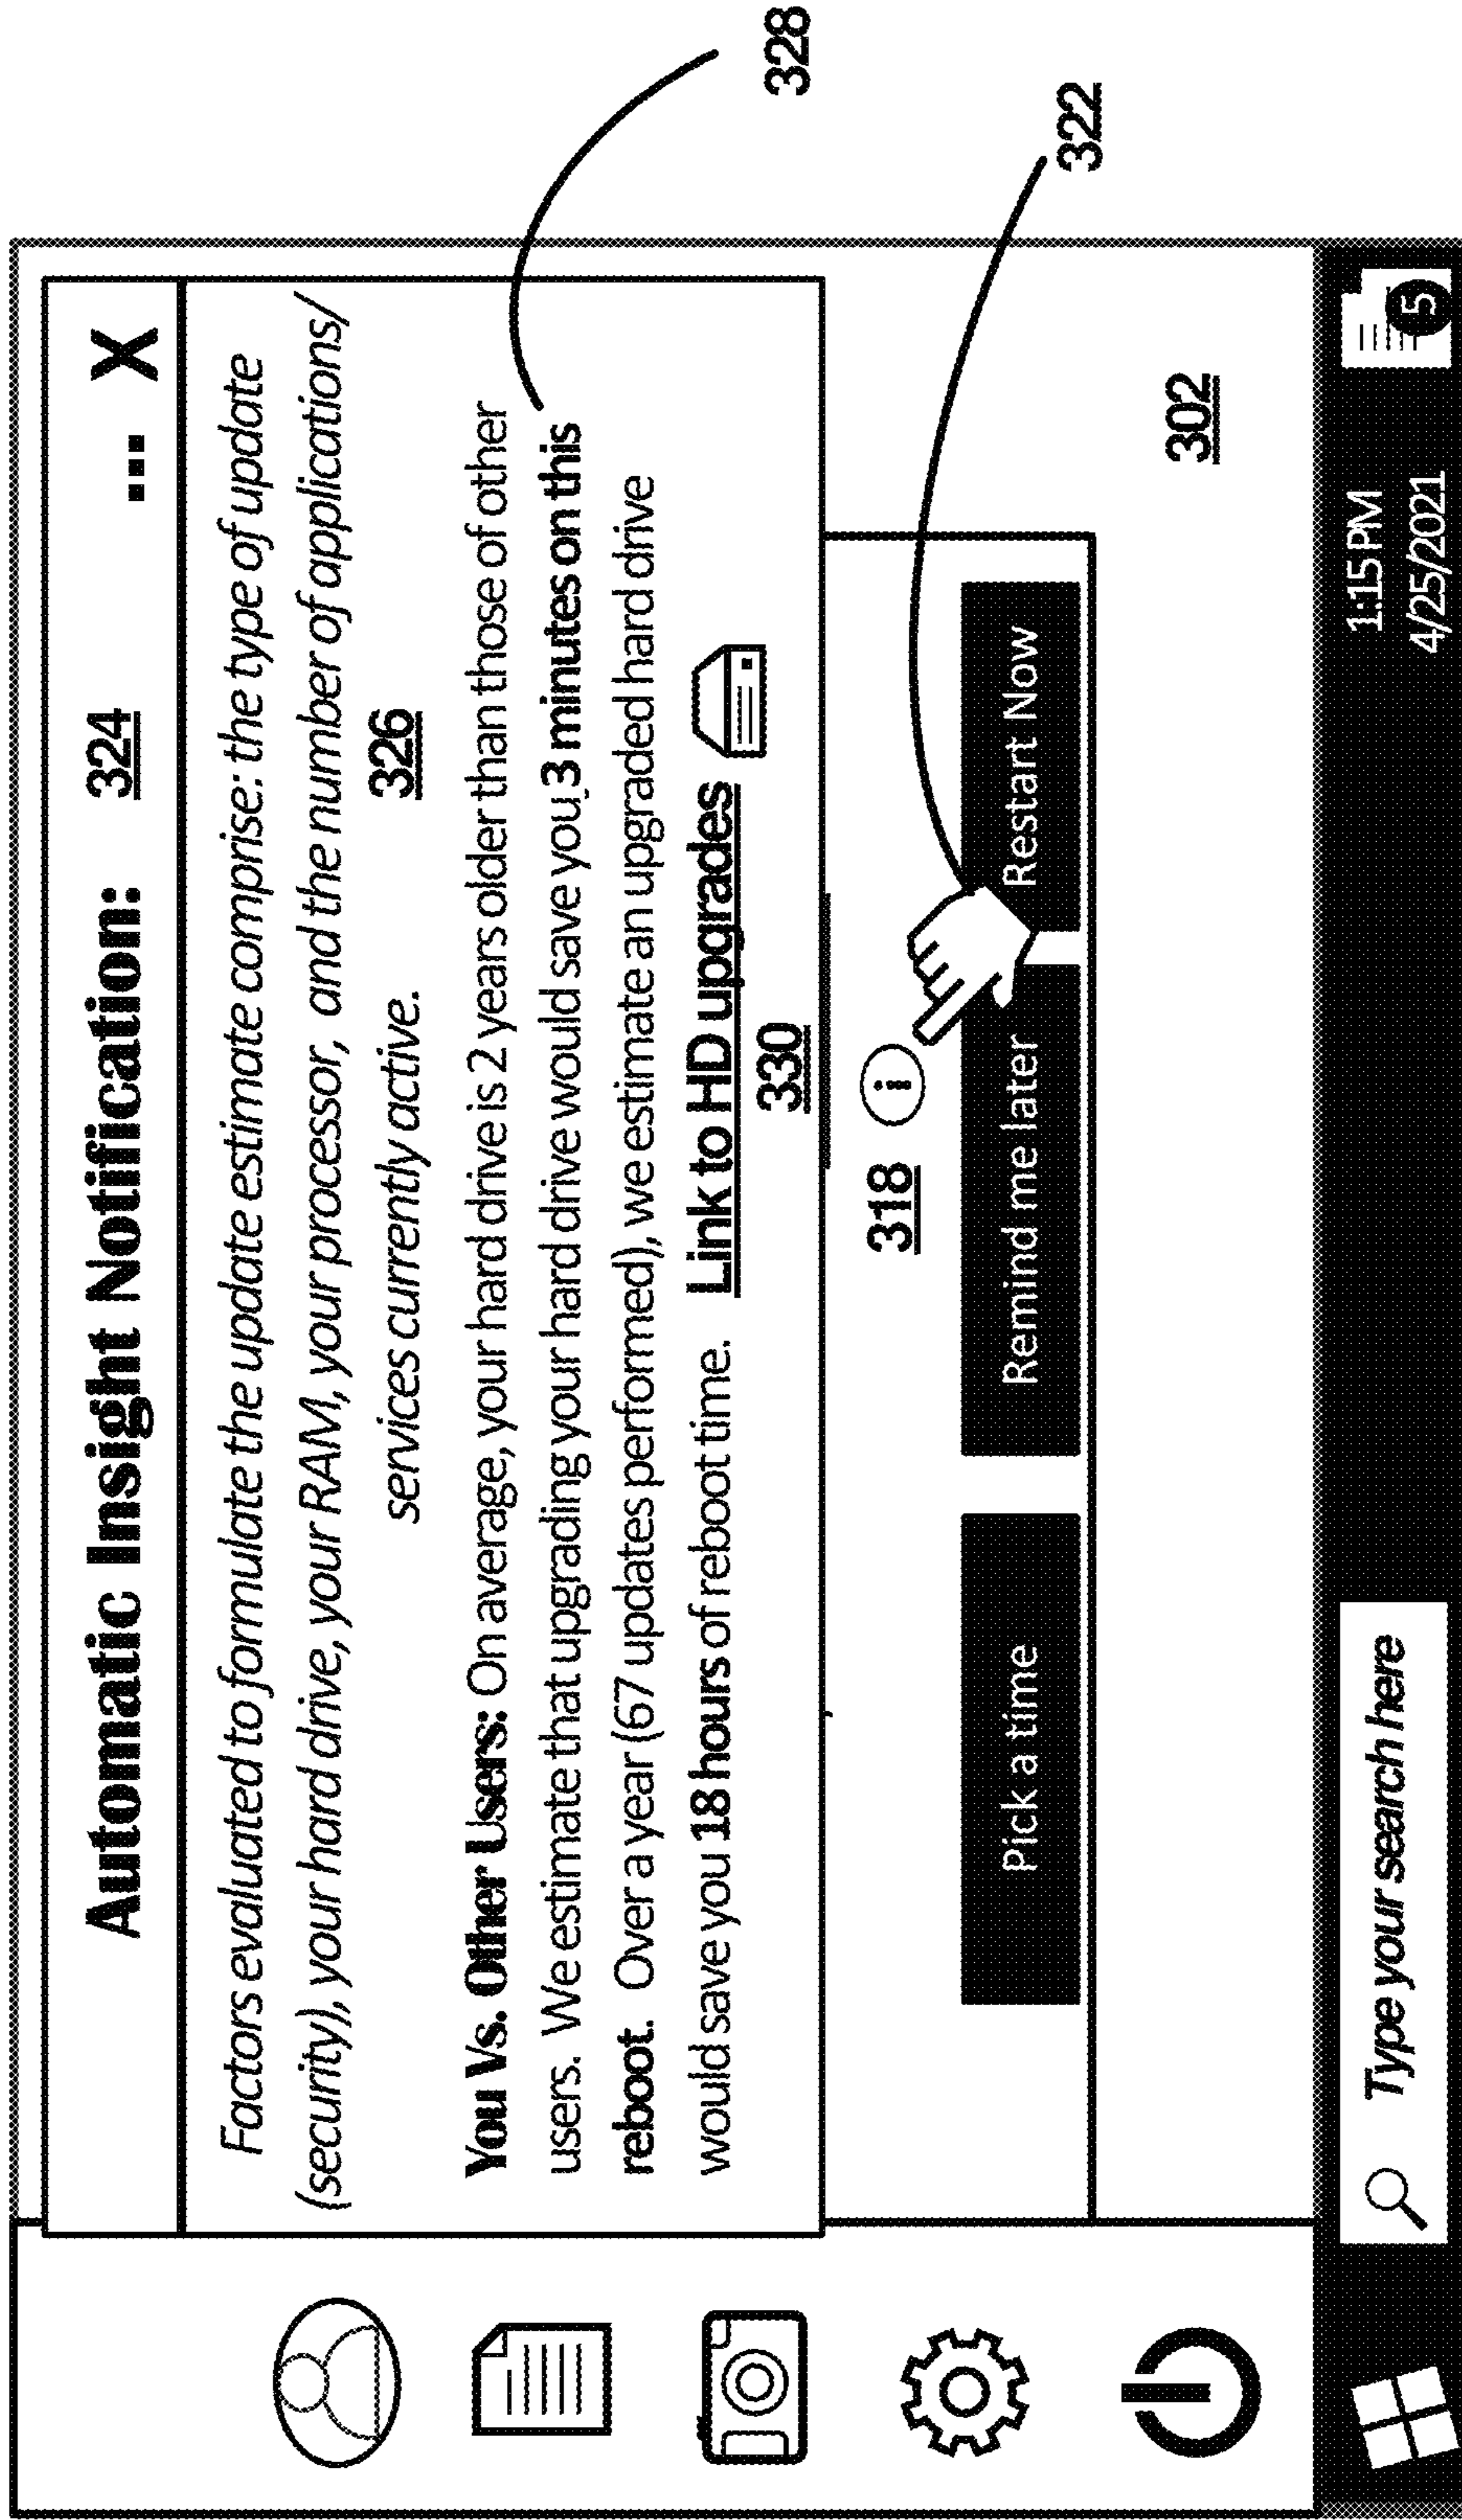 Automatic Insight Notification: 324 ... X
Factors evaluated to formulate the update estimate comprise: the type of update
(security), your hard drive, your RAM, your processor, and the number of applications/
services currently active. 326
You Vs. Other Users: On average, your hard drive is 2 years older than those of other
users. We estimate that upgrading your hard drive would save you 3 minutes on this
reboot. Over a year (67 updates performed), we estimate an upgraded hard drive
would save you 18 hours of reboot time. Link to HD upgrades
330
328
318 i
Pick a time
Remind me later
Restart Now
322
302
Type your search here
1:15 PM
4/25/2021
5